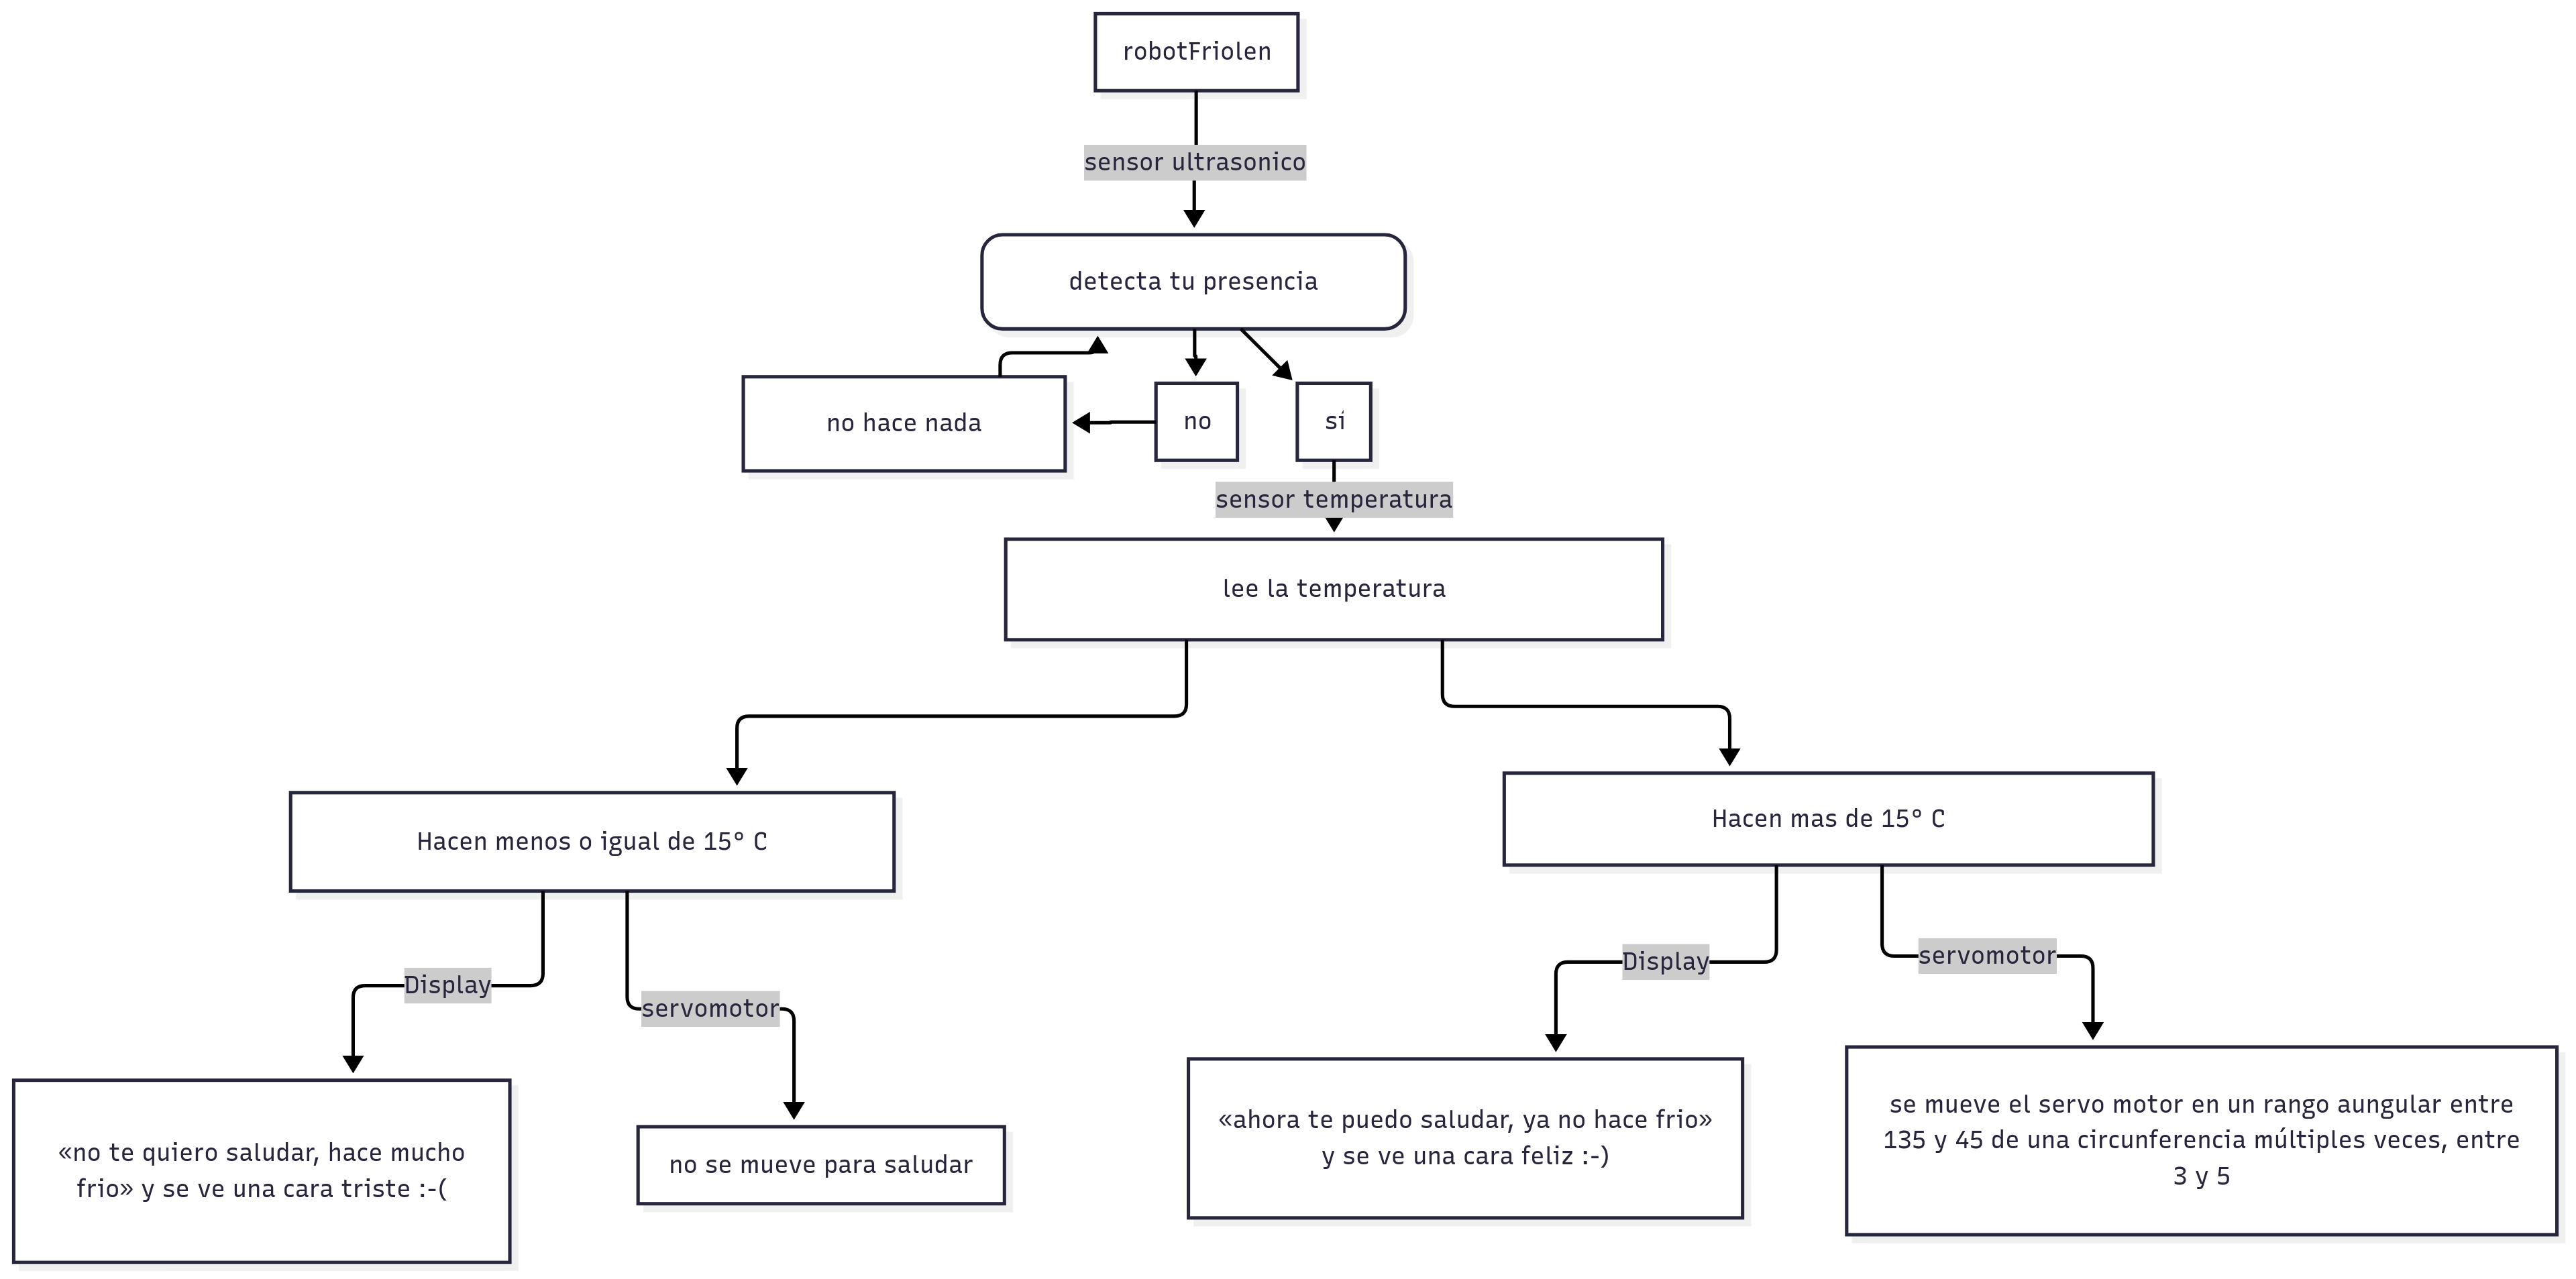 robotFriolen
sensor ultrasonico
detecta tu presencia
no hace nada
no
sí
sensor temperatura
lee la temperatura
Hacen menos o igual de 15° C
Hacen mas de 15° C
Display
servomotor
Display
servomotor
«no te quiero saludar, hace mucho
frio» y se ve una cara triste :-(
no se mueve para saludar
«ahora te puedo saludar, ya no hace frio»
y se ve una cara feliz :-)
se mueve el servo motor en un rango aungular entre
135 y 45 de una circunferencia múltiples veces, entre
3 y 5